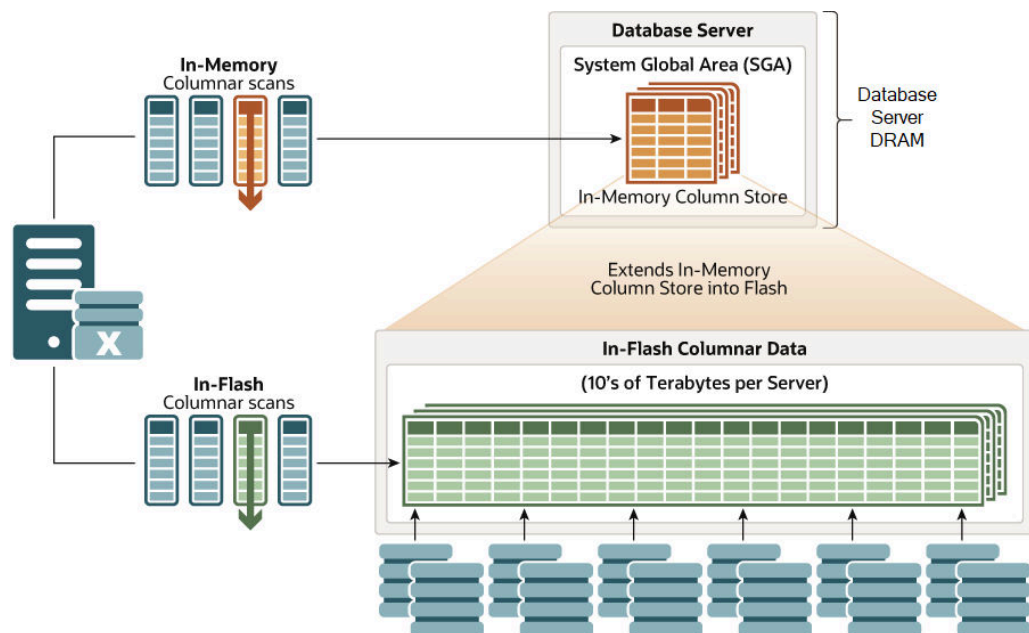 Database Server
In-Memory
Columnar scans
System Global Area (SGA)
Database
Server
DRAM
In-Memory Column Store
Extends In-Memory
Column Store into Flash
X
In-Flash Columnar Data
In-Flash
Columnar scans
(10's of Terabytes per Server)